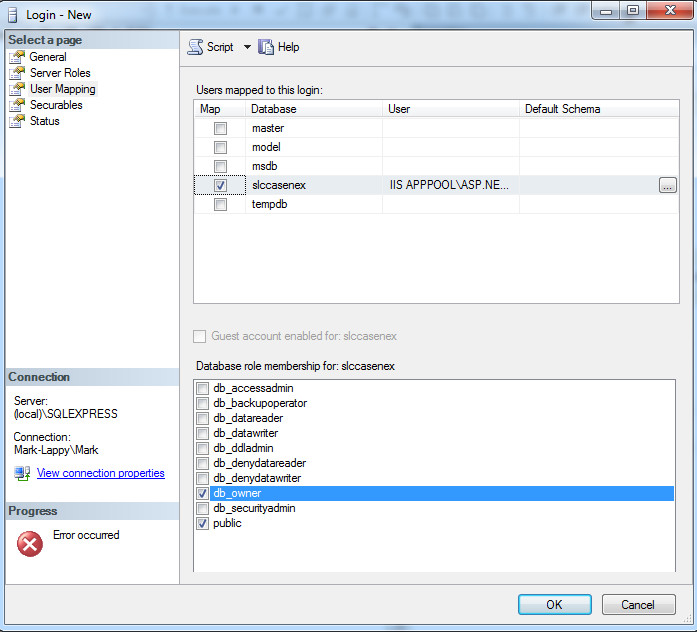 Login - New
Select a page
General
Server Roles
User Mapping
Securables
Status
Script
Help
Users mapped to this login:
Map Database User Default Schema
master
model
msdb
slccasenex IIS APPPOOL\ASP.NE... ...
tempdb
Guest account enabled for: slccasenex
Database role membership for: slccasenex
db_accessadmin
db_backupoperator
db_datareader
db_datawriter
db_ddladmin
db_denydatareader
db_denydatawriter
db_owner
db_securityadmin
public
Connection
Server:
(local)\SQLEXPRESS
Connection:
Mark-Lappy\Mark
View connection properties
Progress
Error occurred
OK Cancel